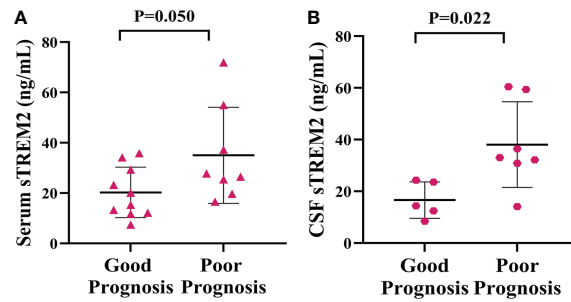 A
P=0.050
Serum sTREM2 (ng/mL)
80
60
40
20
0
Good
Prognosis
Poor
Prognosis
B
P=0.022
CSF sTREM2 (ng/mL)
80
60
40
20
0
Good
Prognosis
Poor
Prognosis